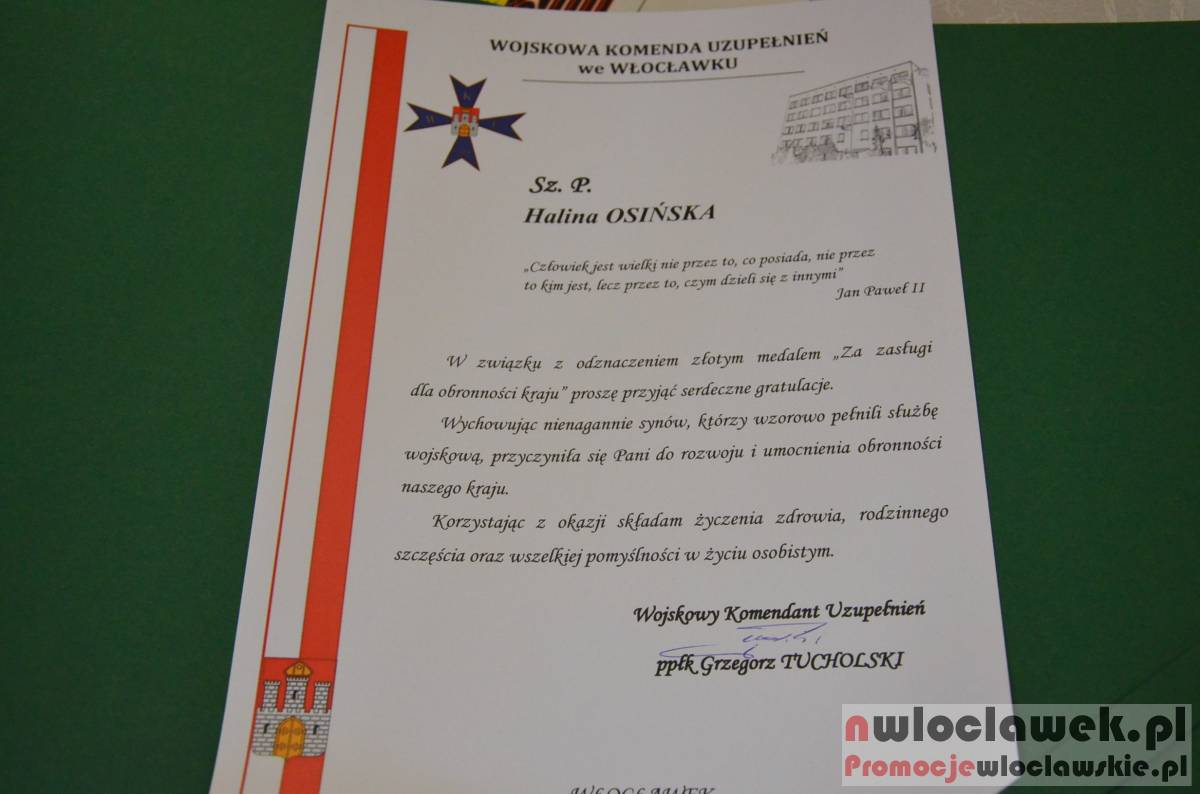 WOJSKOWA KOMENDA UZUPEŁNIEŃ
we WŁOCŁAWKU
Sz. P.
Halina OSIŃSKA
„Człowiek jest wielki nie przez to, co posiada, nie przez
to kim jest, lecz przez to, czym dzieli się z innymi”
Jan Paweł II
W związku z odznaczeniem złotym medalem „Za zasługi
dla obronności kraju” proszę przyjąć serdeczne gratulacje.
Wychowując nienagannie synów, którzy wzorowo pełnili służbę
wojskową, przyczyniła się Pani do rozwoju i umocnienia obronności
naszego kraju.
Korzystając z okazji składam życzenia zdrowia, rodzinnego
szczęścia oraz wszelkiej pomyślności w życiu osobistym.
Wojskowy Komendant Uzupełnień
ppłk Grzegorz TUCHOLSKI
WŁOCŁAWEK
nwloclawek.pl
Promocjewloclawskie.pl